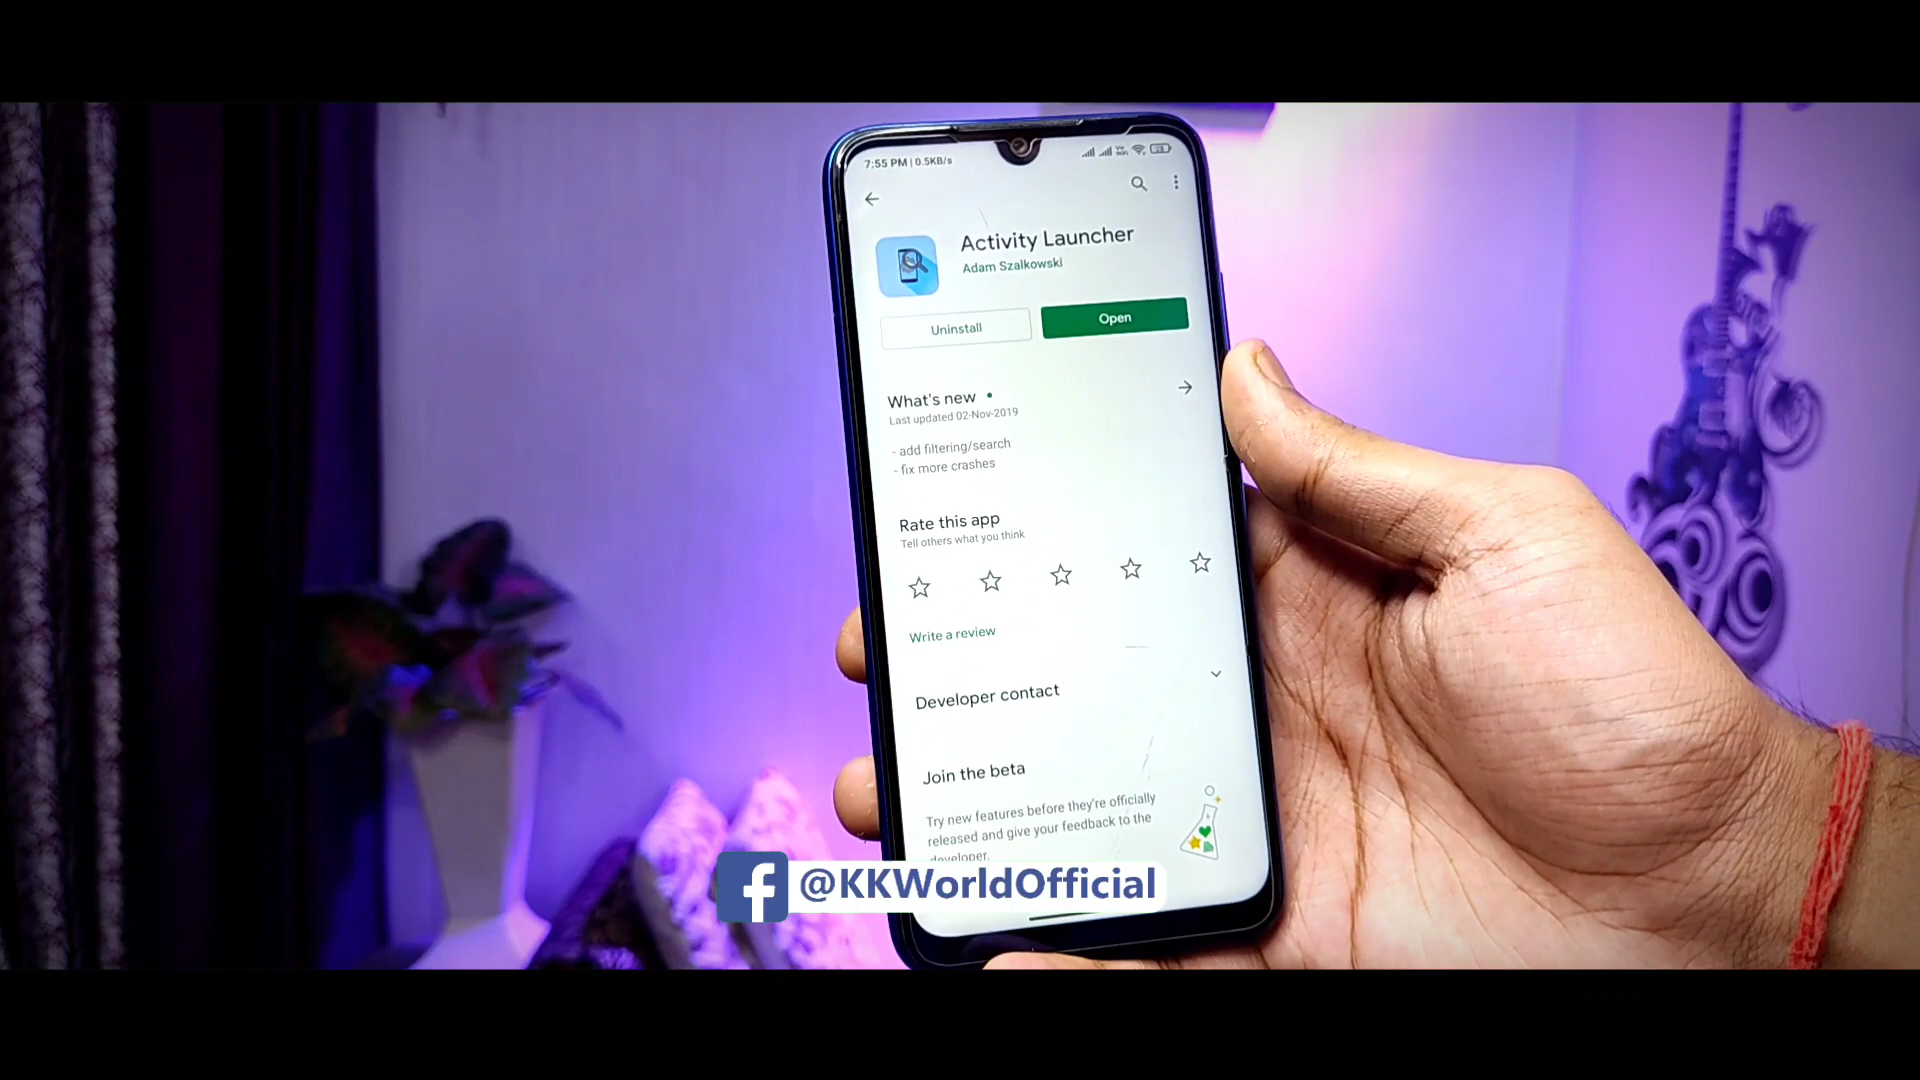 7:55 PM | 0.5KB/s
Activity Launcher
Adam Szalkowski
Uninstall
Open
What's new
Last updated 02-Nov-2019
- add filtering/search
- fix more crashes
Rate this app
Tell others what you think
Write a review
Developer contact
Join the beta
Try new features before they're officially
released and give your feedback to the
developer.
f @KKWorldOfficial